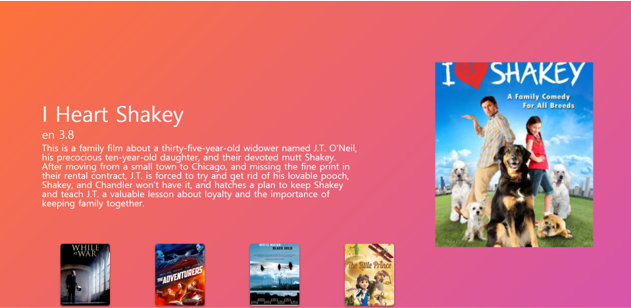 I Heart Shakey
en 3.8
This is a family film about a thirty-five-year-old widower named J.T. O'Neil,
his precocious ten-year-old daughter, and their devoted mutt Shakey.
After moving from a small town to Chicago, and missing the fine print in
their rental contract, J.T. is forced to try and get rid of his lovable pooch,
Shakey, and Chandler won't have it, and hatches a plan to keep Shakey
and teach J.T. a valuable lesson about loyalty and the importance of
keeping family together.
I SHAKEY
A Family Comedy
For All Breeds
WHILE
AT WAR
THE ADVENTURERS
BLACK GOLD
The Little Prince